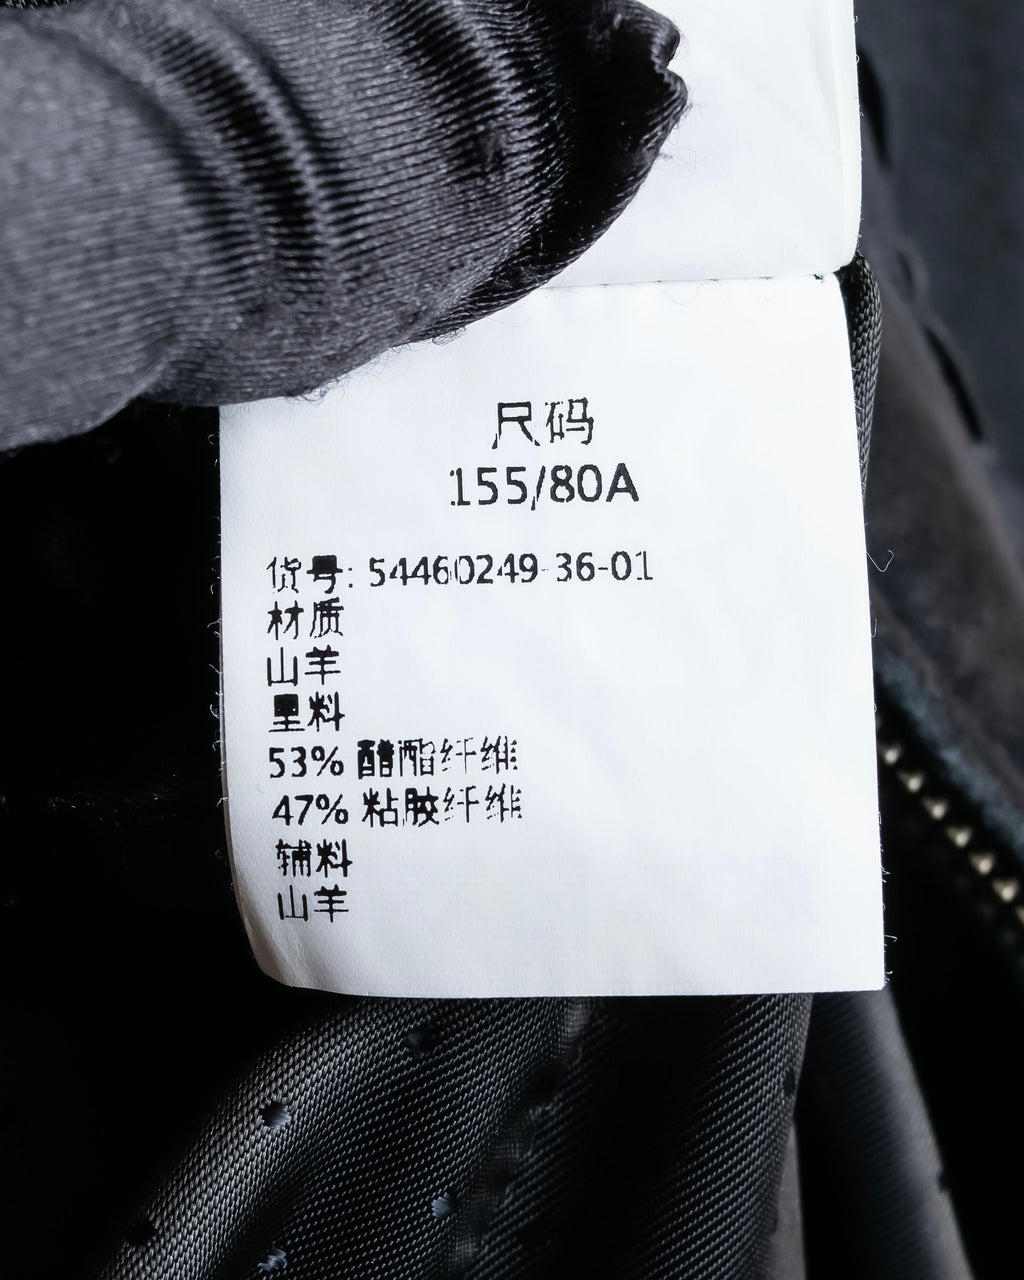 尺码
155/80A
货号: 54460249 36-01
材质
山羊
里料
53% 醋酯纤维
47% 粘胶纤维
辅料
山羊